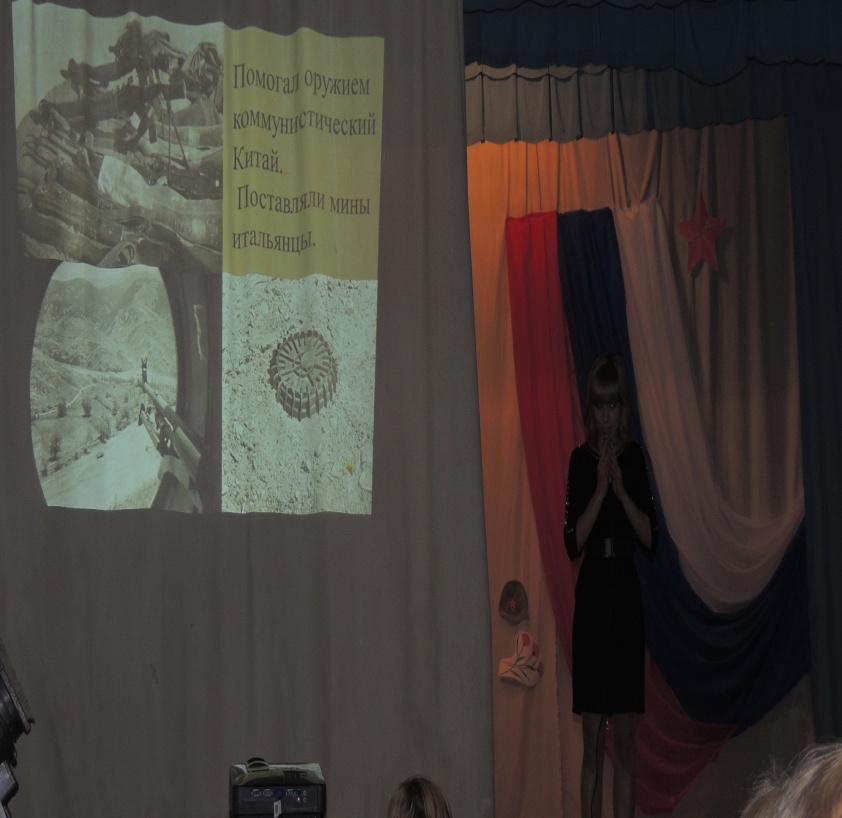 Помогал оружием
коммунистический
Китай.
Поставляли мины
итальянцы.